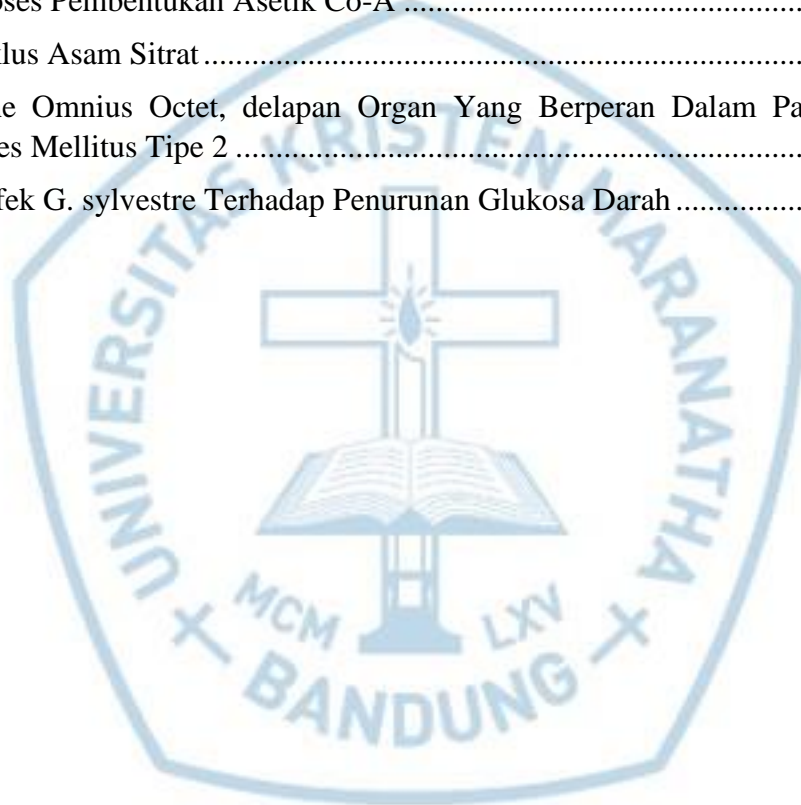 oses Pembentukan Asetik Co-A ...................................................
lus Asam Sitrat ............................................................................
e Omnius Octet, delapan Organ Yang Berperan Dalam Pa
es Mellitus Tipe 2 .......................................................................
fek G. sylvestre Terhadap Penurunan Glukosa Darah ................
UNIVERSITAS KRISTEN MARANATHA
MCM LXV
BANDUNG